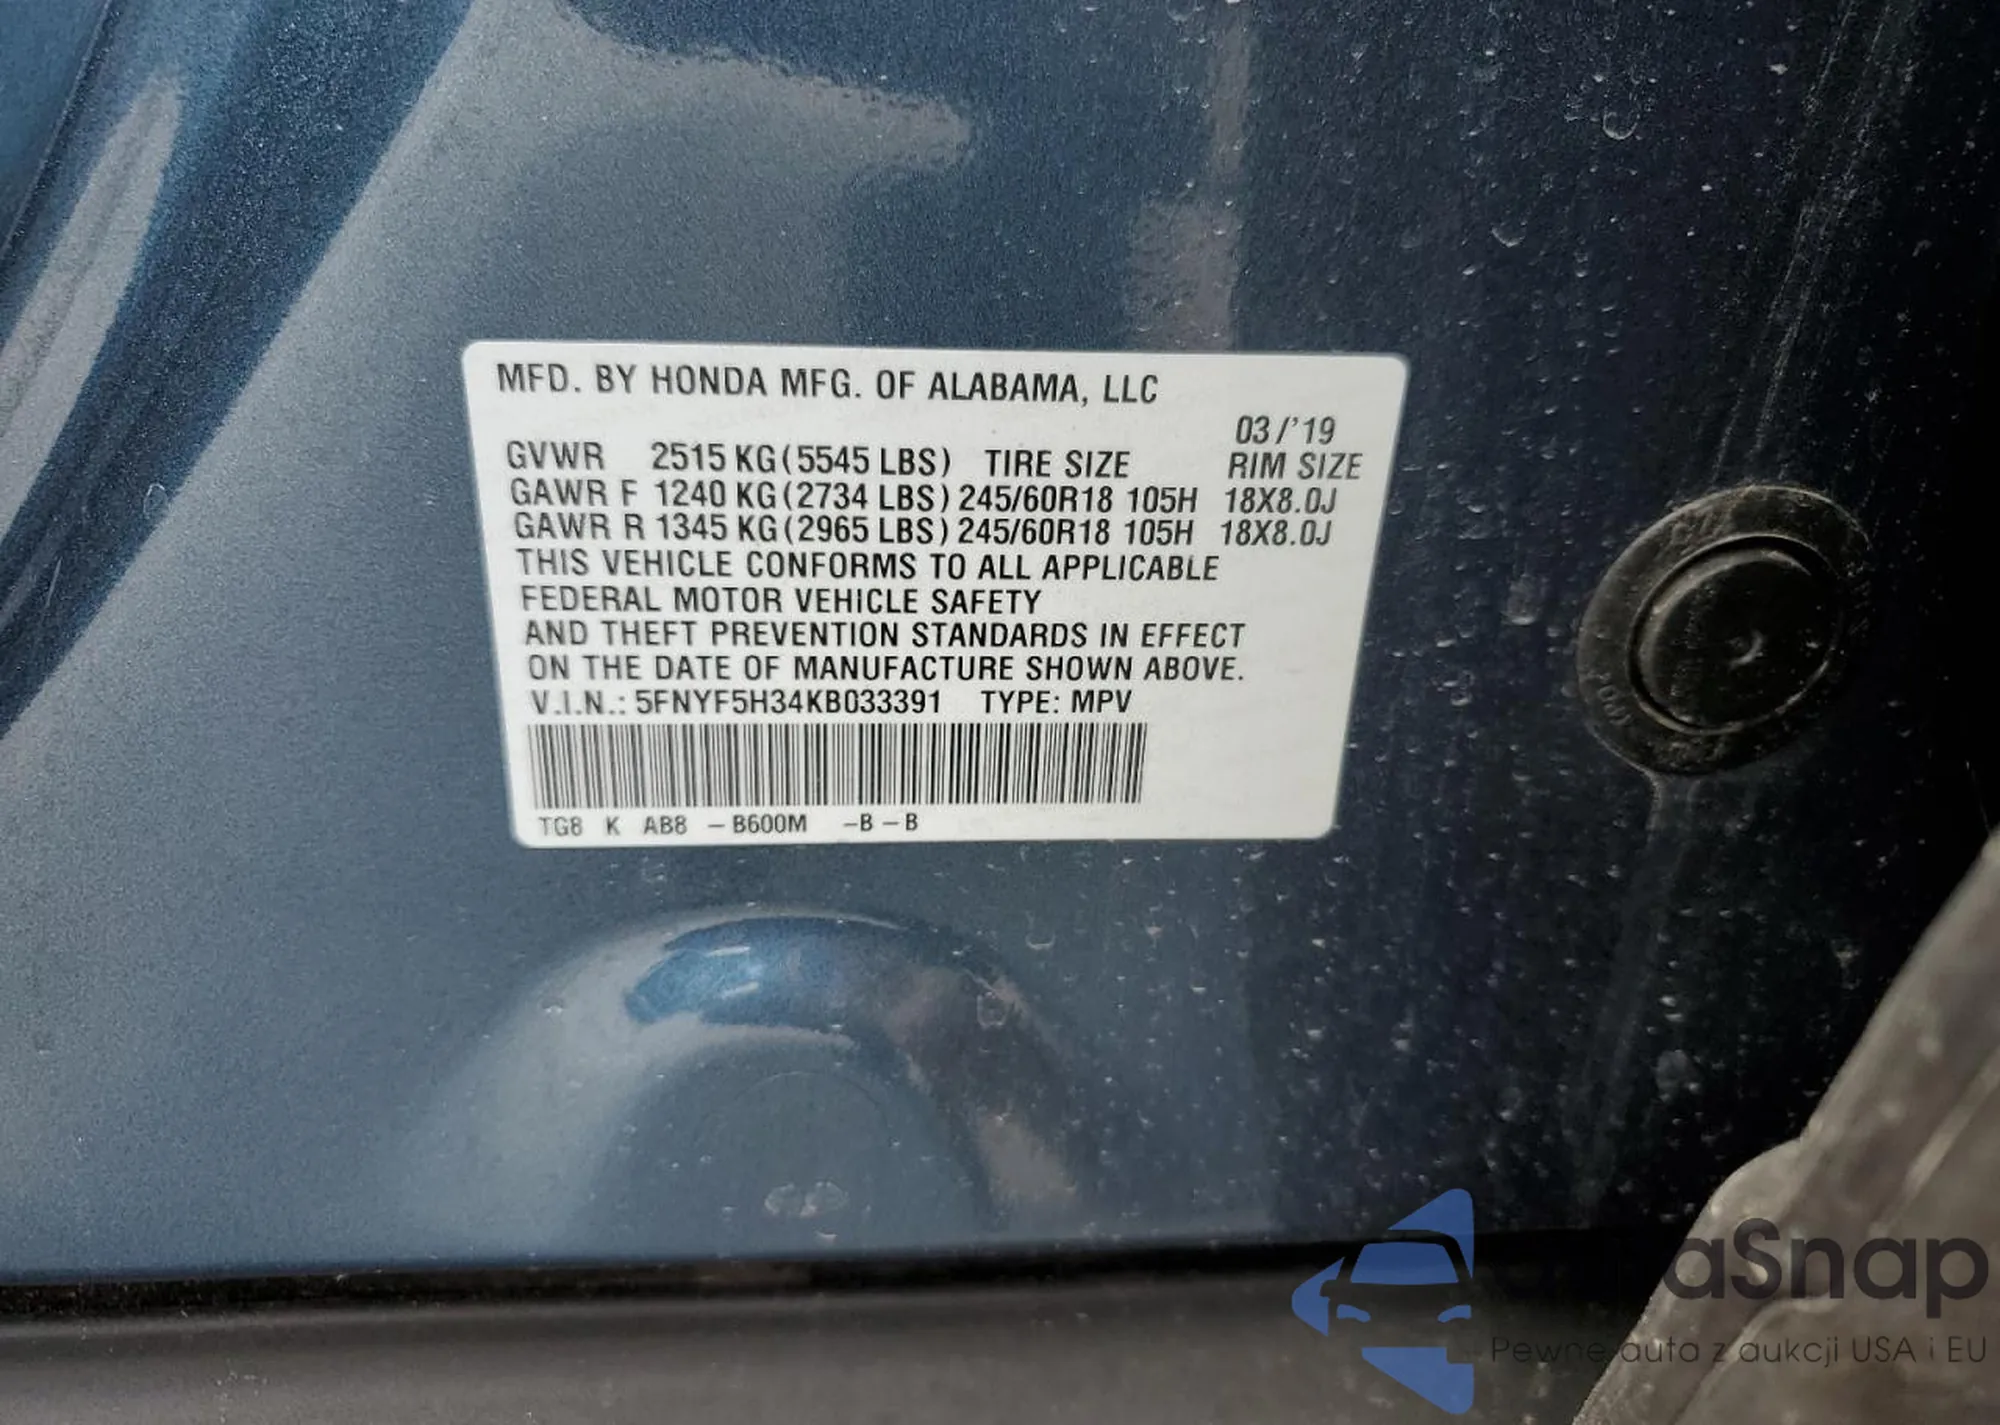 MFD. BY HONDA MFG. OF ALABAMA, LLC
03/'19
GVWR 2515 KG(5545 LBS) TIRE SIZE RIM SIZE
GAWR F 1240 KG(2734 LBS) 245/60R18 105H 18X8.0J
GAWR R 1345 KG(2965 LBS) 245/60R18 105H 18X8.0J
THIS VEHICLE CONFORMS TO ALL APPLICABLE
FEDERAL MOTOR VEHICLE SAFETY
AND THEFT PREVENTION STANDARDS IN EFFECT
ON THE DATE OF MANUFACTURE SHOWN ABOVE.
V.I.N.: 5FNYF5H34KB033391 TYPE: MPV
TG8 K AB8 -B600M -B-B
Pewne auta z aukcji USA i EU